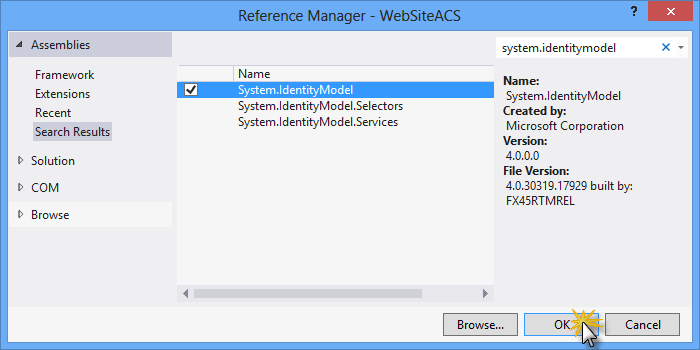 Reference Manager - WebSiteACS
?
Assemblies
Framework
Extensions
Recent
Search Results
Solution
COM
Browse
Name
System.IdentityModel
System.IdentityModel.Selectors
System.IdentityModel.Services
system.identitymodel
Name:
System.IdentityModel
Created by:
Microsoft Corporation
Version:
4.0.0.0
File Version:
4.0.30319.17929 built by:
FX45RTMREL
Browse...
OK
Cancel